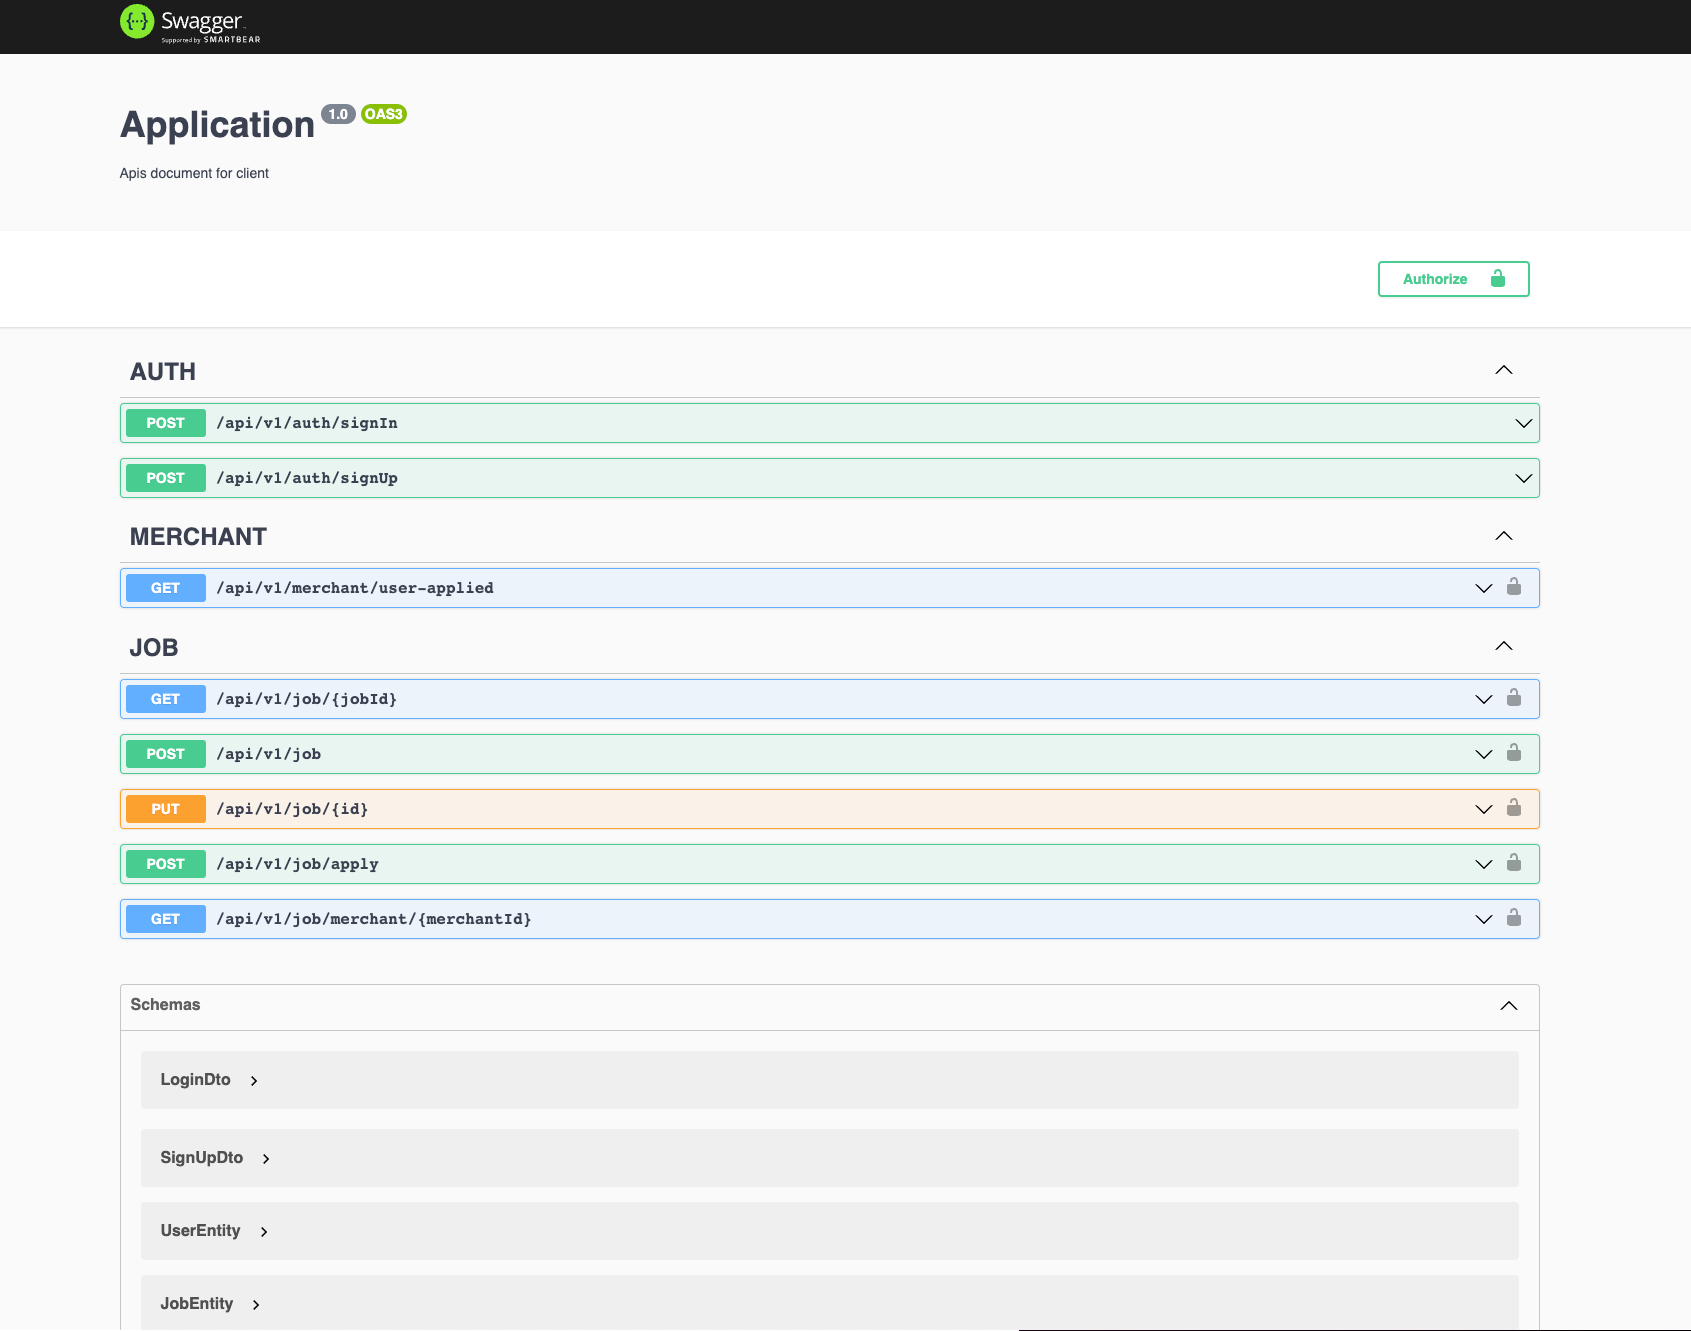 Swagger
Supported by SMARTBEAR
Application 1.0 OAS3
Apis document for client
Authorize
AUTH
POST /api/v1/auth/signIn
POST /api/v1/auth/signUp
MERCHANT
GET /api/v1/merchant/user-applied
JOB
GET /api/v1/job/{jobId}
POST /api/v1/job
PUT /api/v1/job/{id}
POST /api/v1/job/apply
GET /api/v1/job/merchant/{merchantId}
Schemas
LoginDto
SignUpDto
UserEntity
JobEntity